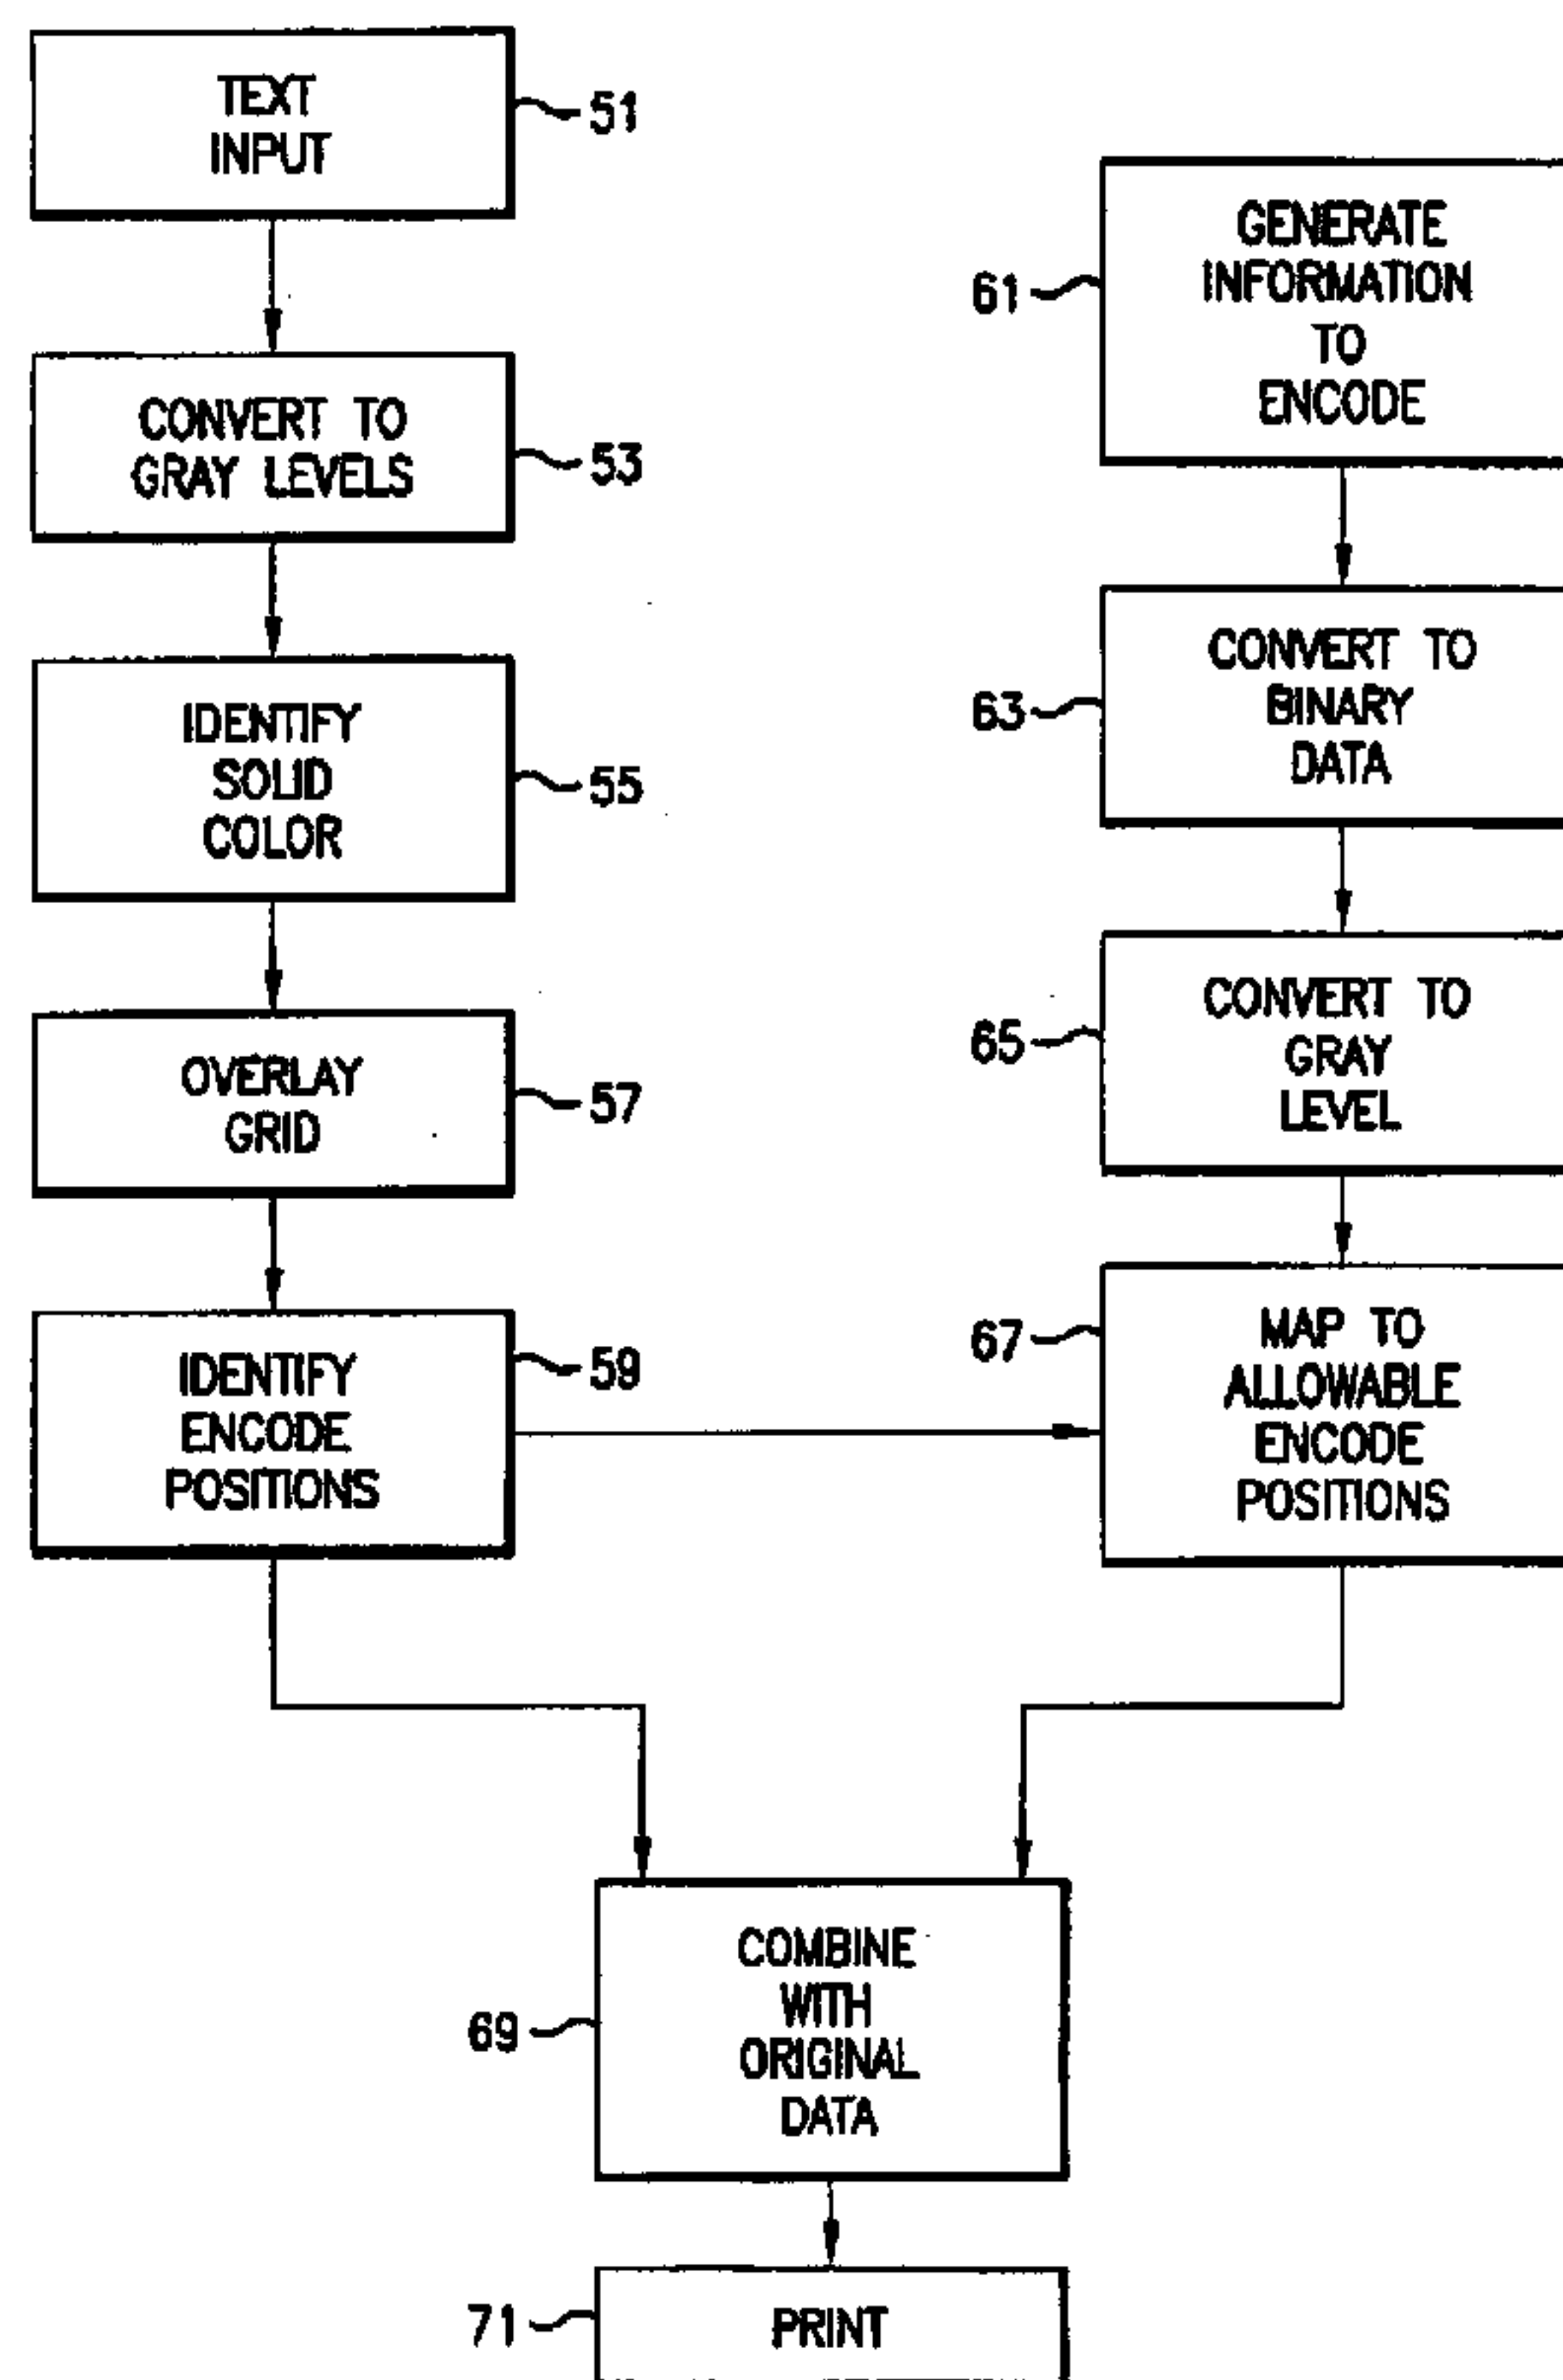 TEXT
INPUT
51
CONVERT TO
GRAY LEVELS
53
IDENTIFY
SOLID
COLOR
55
OVERLAY
GRID
57
IDENTIFY
ENCODE
POSITIONS
59
GENERATE
INFORMATION
TO
ENCODE
61
CONVERT TO
BINARY
DATA
63
CONVERT TO
GRAY
LEVEL
65
MAP TO
ALLOWABLE
ENCODE
POSITIONS
67
COMBINE
WITH
ORIGINAL
DATA
69
PRINT
71